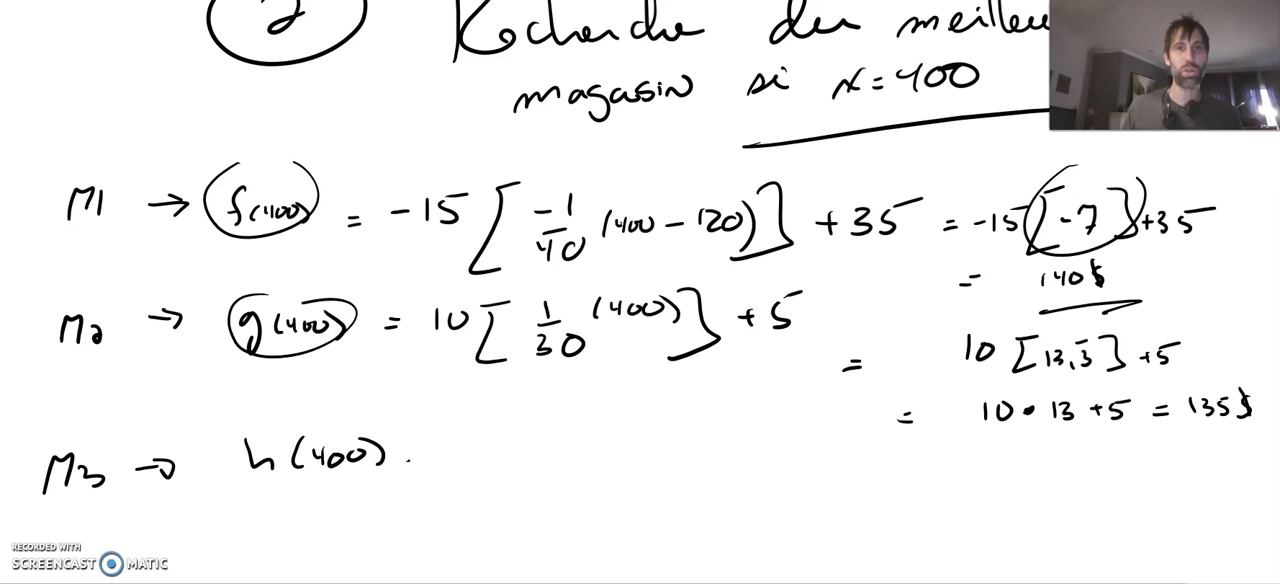 2 Recherche du meilleu
magasin si x=400
M1 → f(400) = -15 [ -1/40 (400 - 120) ] + 35 = -15 [-7] + 35
= 140$
M2 → g(400) = 10 [ 1/30 (400) ] + 5 = 10 [13,3] + 5
= 10 • 13 + 5 = 135$
M3 → h(400)
RECORDED WITH
SCREENCAST MATIC